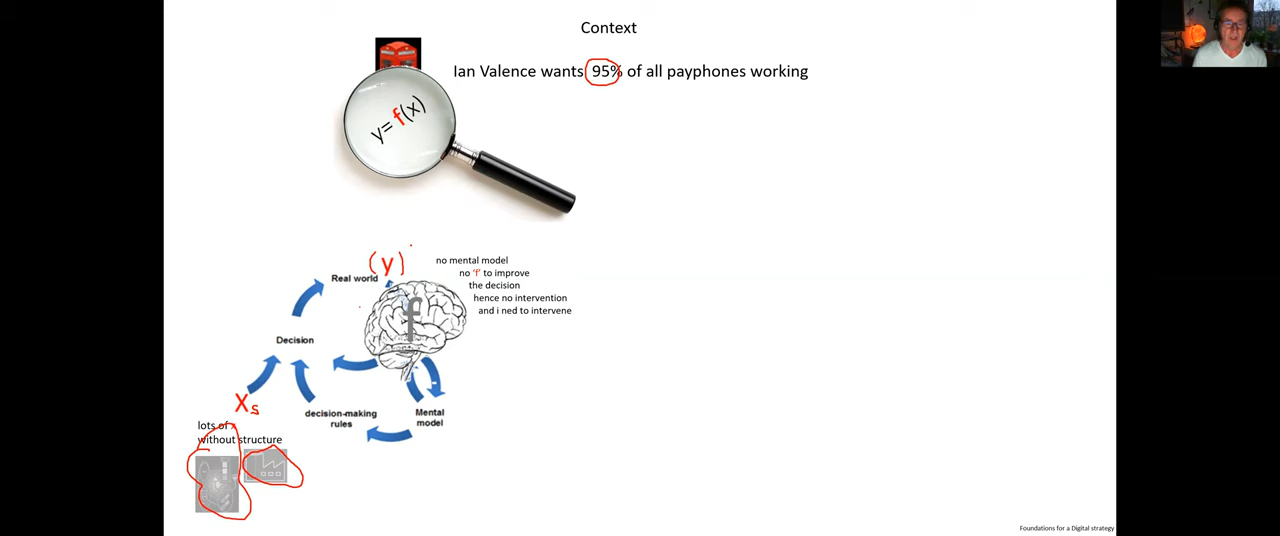 Context
Ian Valence wants 95% of all payphones working
y= f(x)
(y)
Real world
no mental model
no 'f' to improve
the decision
hence no intervention
and i ned to intervene
f
Decision
Xs
decision-making
rules
Mental
model
lots of x
without structure
Foundations for a Digital strategy